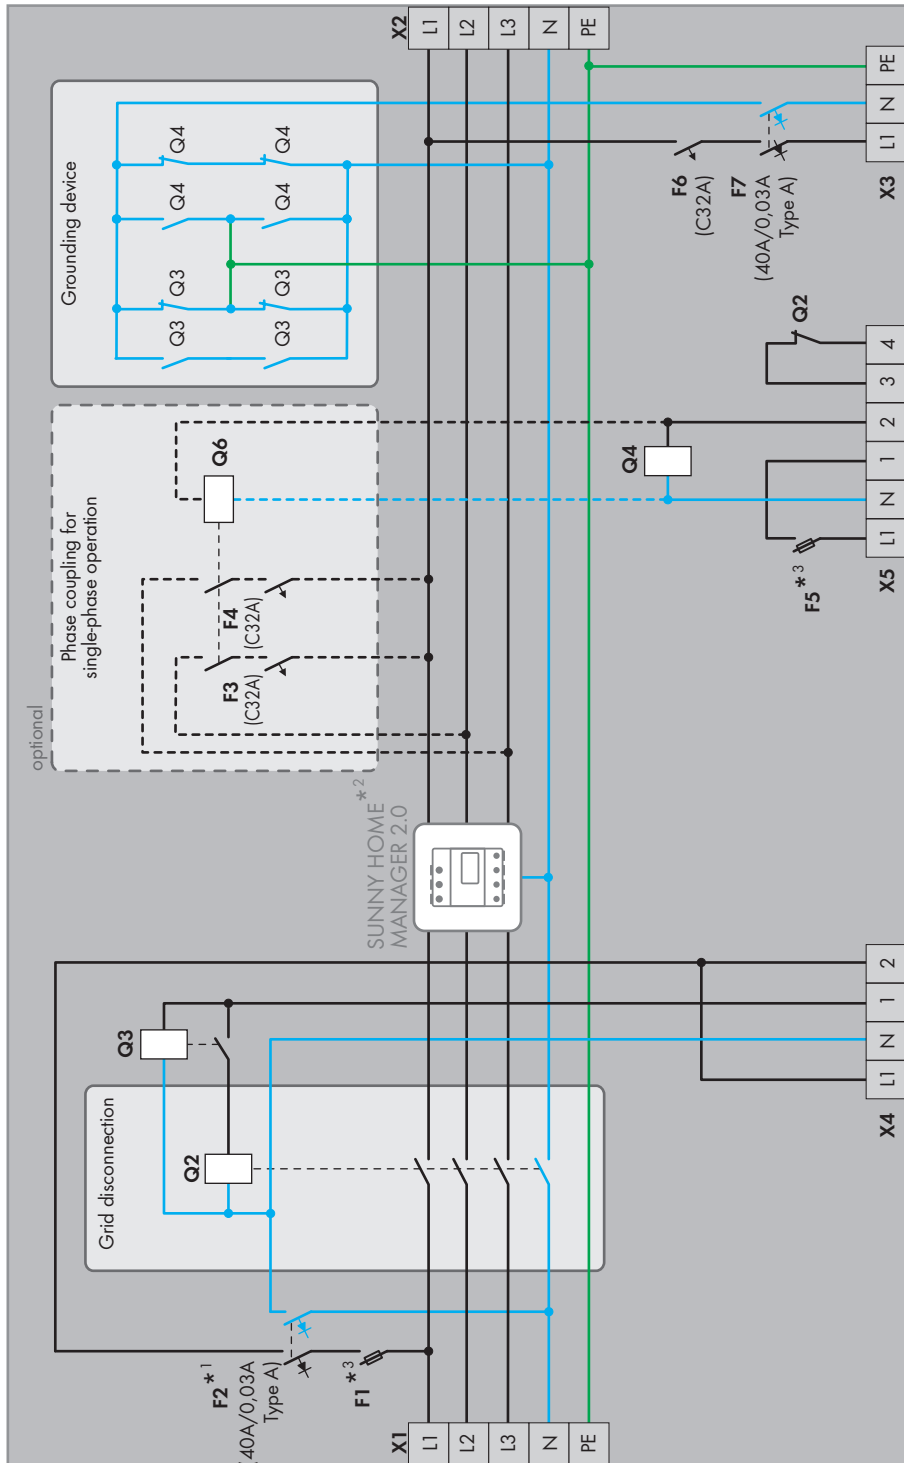 X2
L1
L2
L3
N
PE
Grounding device
Q4
Q4
Q4
Q4
Q3
Q3
Q3
Q3
F6
(C32A)
F7
(40A/0,03A
Type A)
PE
N
L1
X3
optional
Phase coupling for
single-phase operation
Q6
F4
(C32A)
F3
(C32A)
Q4
Q2
F5*3
4
3
2
1
N
L1
X5
SUNNY HOME
MANAGER 2.0 *2
Grid disconnection
Q3
Q2
2
1
N
L1
X4
F2*1
(40A/0,03A
Type A)
F1*3
X1
L1
L2
L3
N
PE